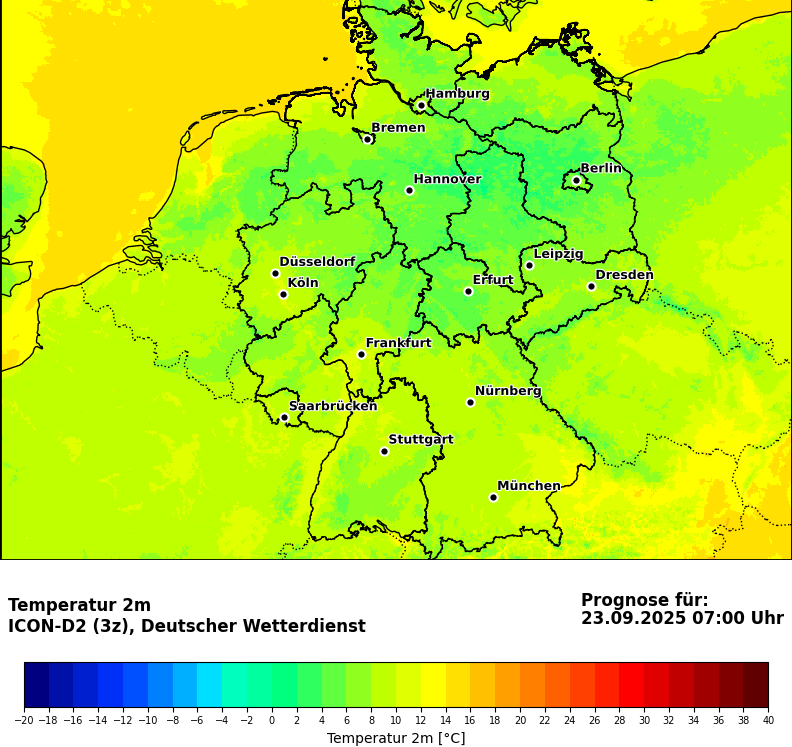 Hamburg
Bremen
Berlin
Hannover
Leipzig
Düsseldorf
Dresden
Köln
Erfurt
Frankfurt
Nürnberg
Saarbrücken
Stuttgart
München
Temperatur 2m
ICON-D2 (3z), Deutscher Wetterdienst
Prognose für:
23.09.2025 07:00 Uhr
−20 −18 −16 −14 −12 −10 −8 −6 −4 −2 0 2 4 6 8 10 12 14 16 18 20 22 24 26 28 30 32 34 36 38 40
Temperatur 2m [°C]